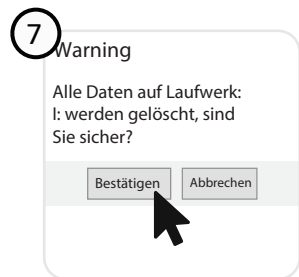 7
Warning
Alle Daten auf Laufwerk:
I: werden gelöscht, sind
Sie sicher?
Bestätigen Abbrechen